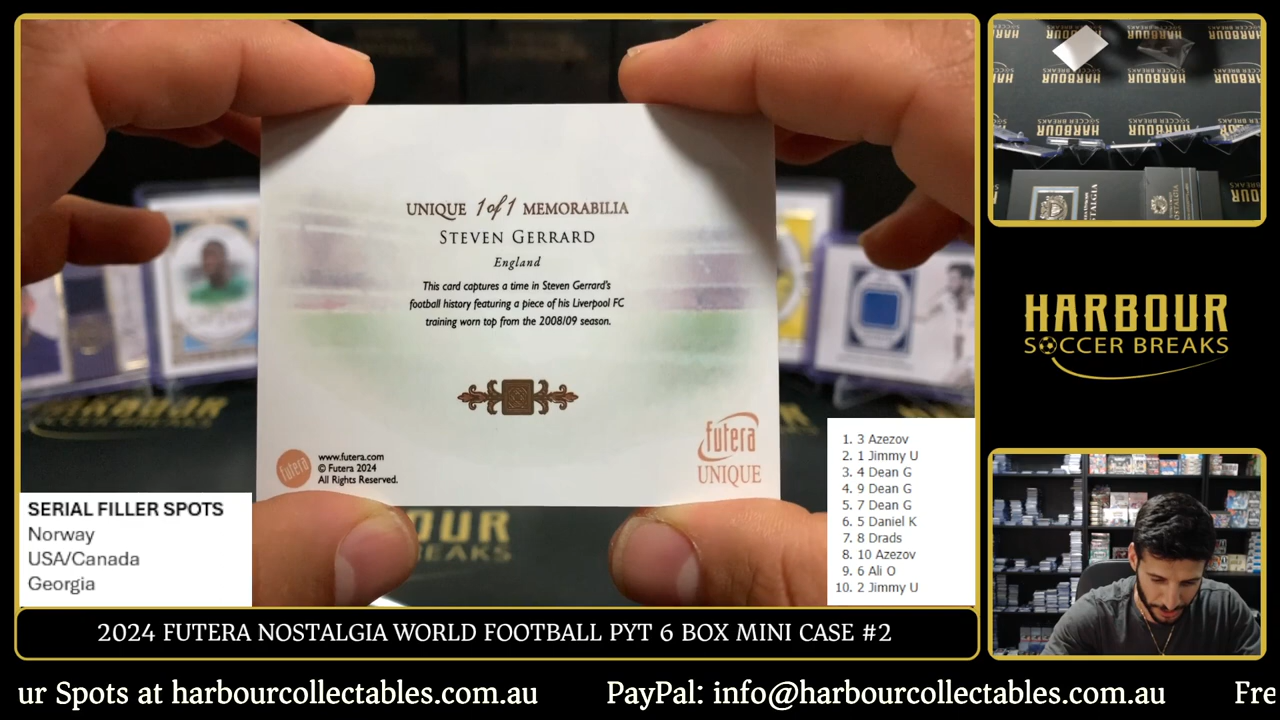 UNIQUE 1of1 MEMORABILIA
STEVEN GERRARD
England
This card captures a time in Steven Gerrard's
football history featuring a piece of his Liverpool FC
training worn top from the 2008/09 season.
futera
www.futera.com
© Futera 2024
All Rights Reserved.
futera
UNIQUE
SERIAL FILLER SPOTS
Norway
USA/Canada
Georgia
1. 3 Azezov
2. 1 Jimmy U
3. 4 Dean G
4. 9 Dean G
5. 7 Dean G
6. 5 Daniel K
7. 8 Drads
8. 10 Azezov
9. 6 Ali O
10. 2 Jimmy U
HARBOUR
SOCCER BREAKS
2024 FUTERA NOSTALGIA WORLD FOOTBALL PYT 6 BOX MINI CASE #2
ur Spots at harbourcollectables.com.au PayPal: info@harbourcollectables.com.au Fre